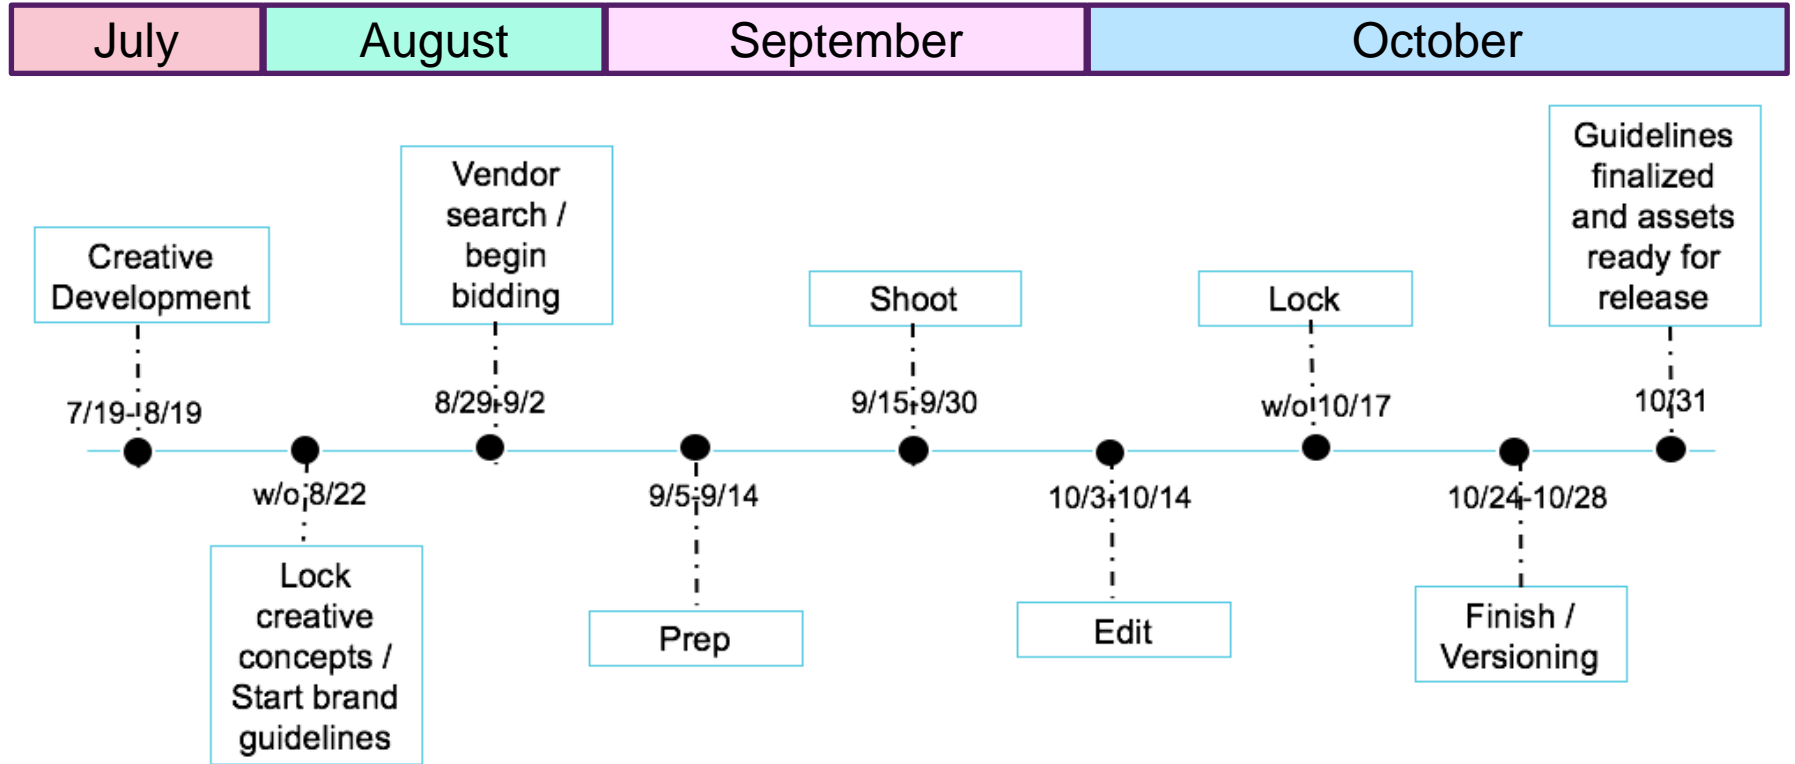 July
August
September
October
Creative
Development
7/19- 8/19
w/o 8/22
Lock
creative
concepts /
Start brand
guidelines
Vendor
search /
begin
bidding
8/29-9/2
9/5-9/14
Prep
Shoot
9/15-9/30
10/3-10/14
Edit
Lock
w/o 10/17
10/24-10/28
Finish /
Versioning
Guidelines
finalized
and assets
ready for
release
10/31